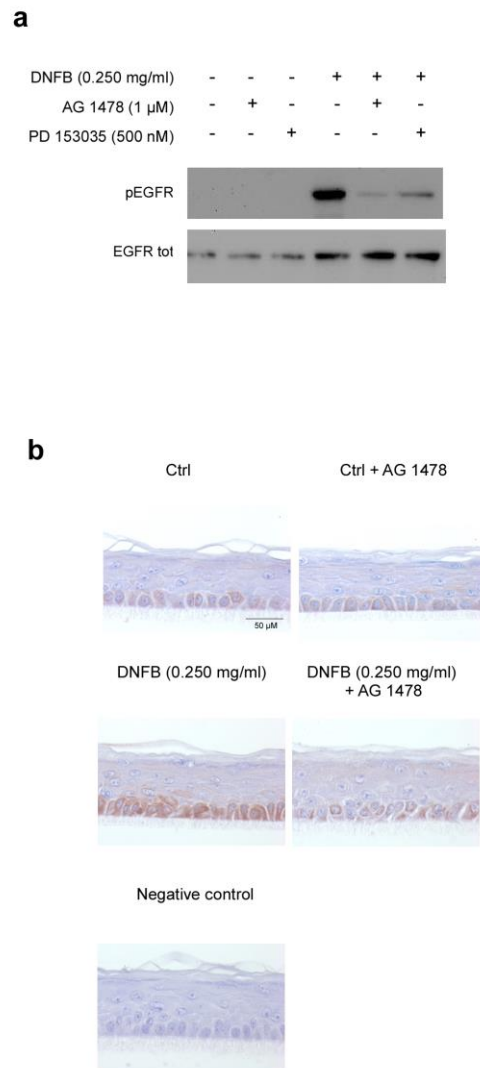 a
DNFB (0.250 mg/ml) - - - + + +
AG 1478 (1 µM) - + - - + -
PD 153035 (500 nM) - - + - - +
pEGFR
EGFR tot
b
Ctrl
Ctrl + AG 1478
50 µM
DNFB (0.250 mg/ml)
DNFB (0.250 mg/ml)
+ AG 1478
Negative control